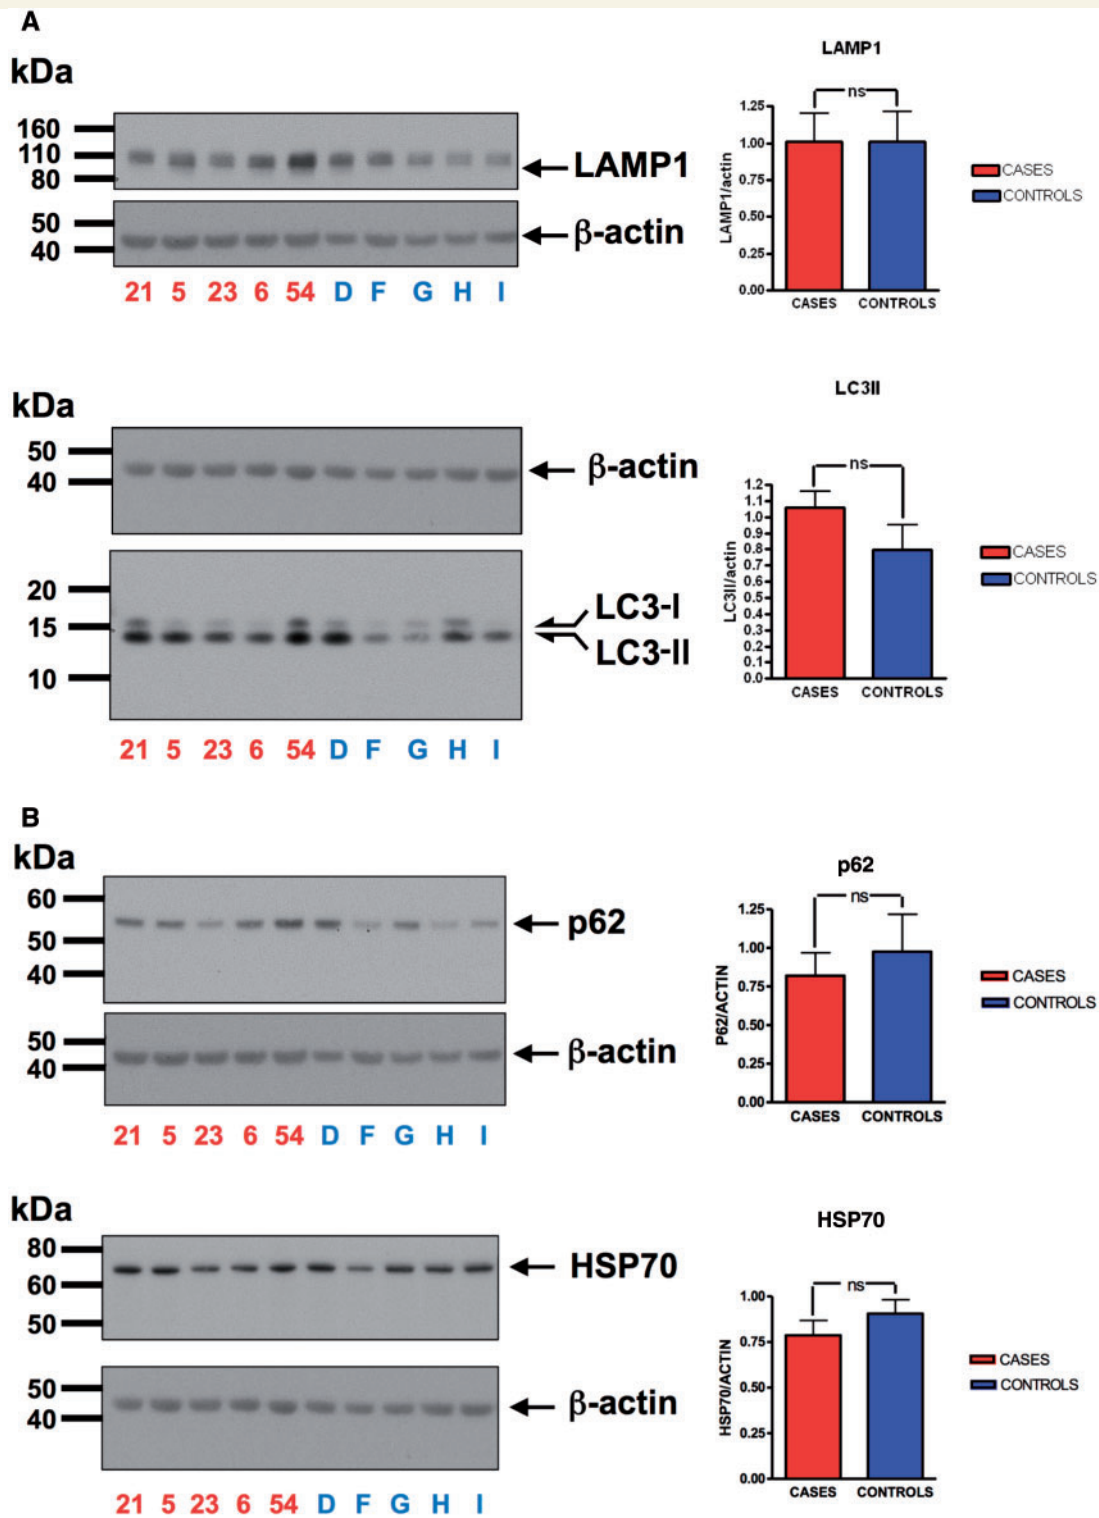 A
kDa
160
110
80
LAMP1
50
40
β-actin
21 5 23 6 54 D F G H I
LAMP1
ns
LAMP1/actin
1.25
1.00
0.75
0.50
0.25
0.00
CASES CONTROLS
CASES
CONTROLS
kDa
50
40
β-actin
20
15
10
LC3-I
LC3-II
21 5 23 6 54 D F G H I
LC3II
ns
LC3II/actin
1.2
1.1
1.0
0.9
0.8
0.7
0.6
0.5
0.4
0.3
0.2
0.1
0.0
CASES CONTROLS
CASES
CONTROLS
B
kDa
60
50
40
p62
50
40
β-actin
21 5 23 6 54 D F G H I
p62
ns
P62/ACTIN
1.25
1.00
0.75
0.50
0.25
0.00
CASES CONTROLS
CASES
CONTROLS
kDa
80
60
50
HSP70
50
40
β-actin
21 5 23 6 54 D F G H I
HSP70
ns
HSP70/ACTIN
1.00
0.75
0.50
0.25
0.00
CASES CONTROLS
CASES
CONTROLS